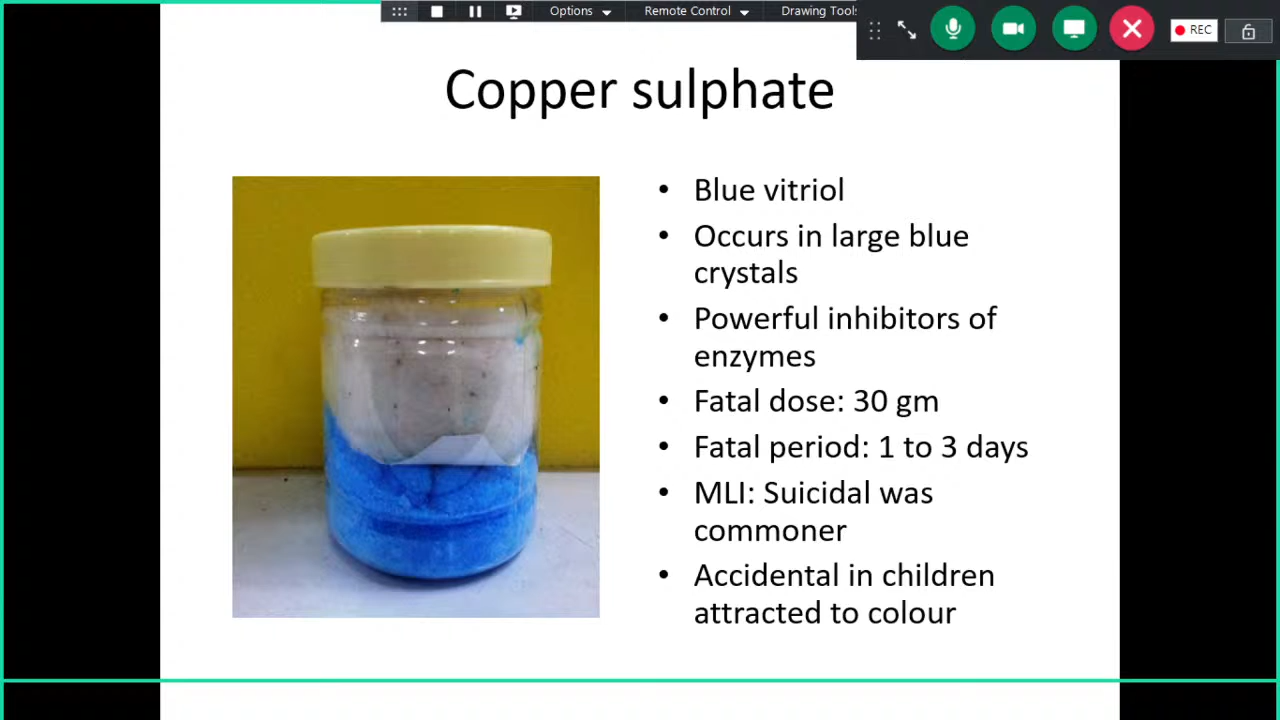 Options
Remote Control
Drawing Tools
REC
Copper sulphate
• Blue vitriol
• Occurs in large blue
crystals
• Powerful inhibitors of
enzymes
• Fatal dose: 30 gm
• Fatal period: 1 to 3 days
• MLI: Suicidal was
commoner
• Accidental in children
attracted to colour